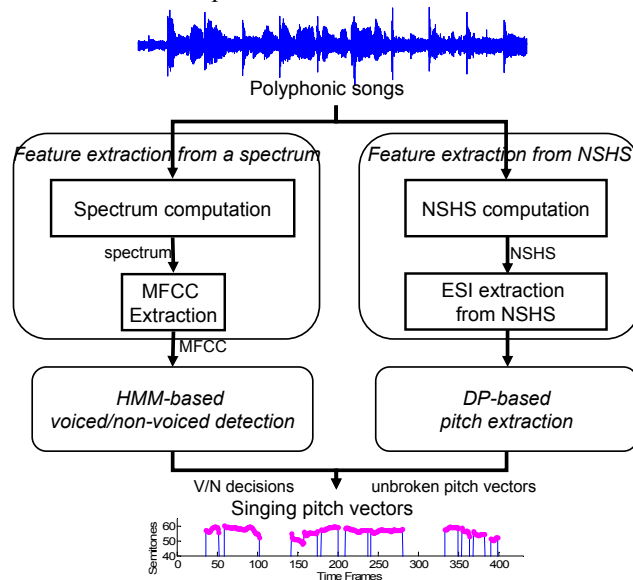 Polyphonic songs
Feature extraction from a spectrum
Feature extraction from NSHS
Spectrum computation
NSHS computation
spectrum
NSHS
MFCC
Extraction
ESI extraction
from NSHS
MFCC
HMM-based
voiced/non-voiced detection
DP-based
pitch extraction
V/N decisions
unbroken pitch vectors
Singing pitch vectors
Semitones
60
50
40
0 50 100 150 200 250 300 350 400
Time Frames